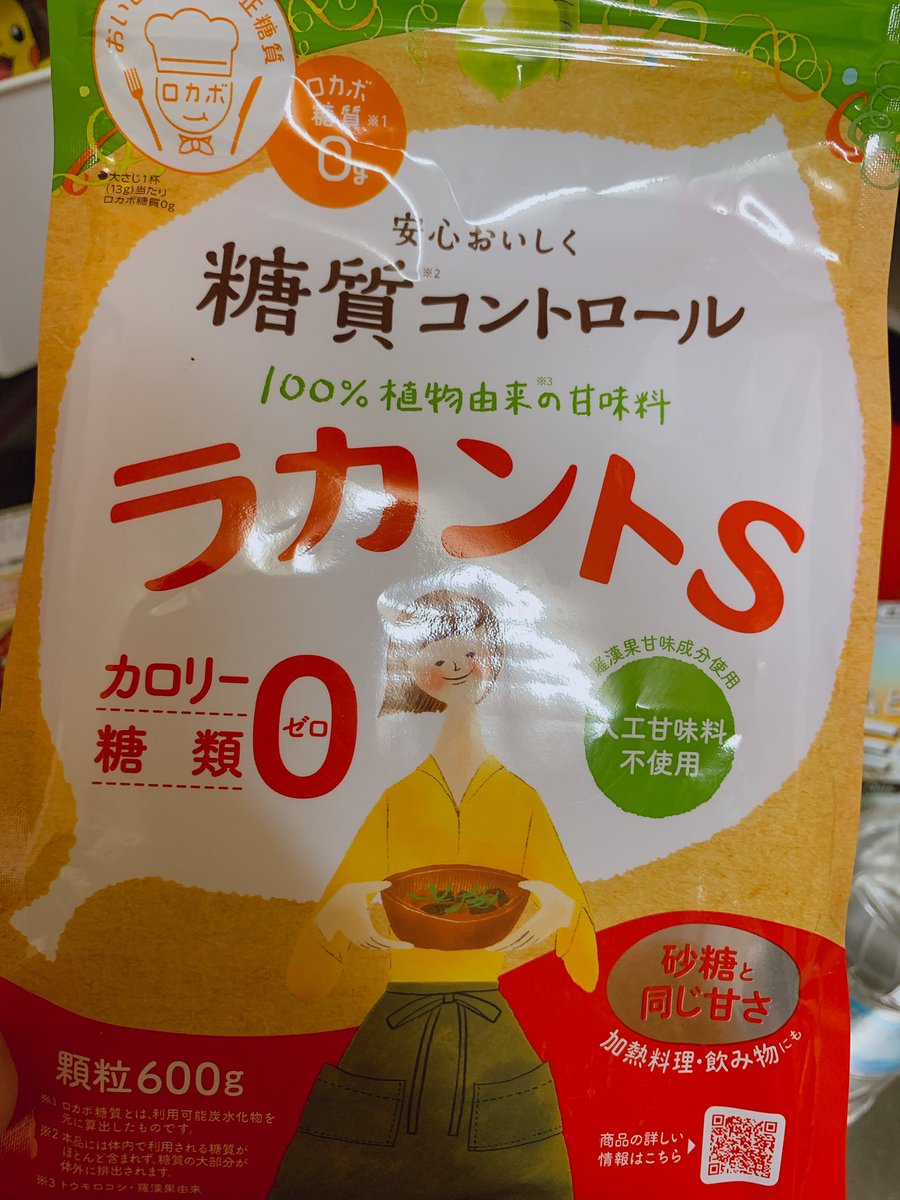 おいし
正糖質
ロカボ
ロカボ
糖質※1
0g
●大さじ1杯
(13g)当たり
ロカボ糖質0g
安心おいしく
糖質※2コントロール
100%植物由来※3の甘味料
ラカントS
カロリー
糖類
0
ゼロ
羅漢果甘味成分使用
人工甘味料
不使用
砂糖と
同じ甘さ
加熱料理・飲み物にも
顆粒600g
※1 ロカボ糖質とは、利用可能炭水化物を
元に算出したものです。
※2 本品には体内で利用される糖質が
ほとんど含まれず、糖質の大部分が
体外に排出されます。
※3 トウモロコシ・羅漢果由来
商品の詳しい
情報はこちら